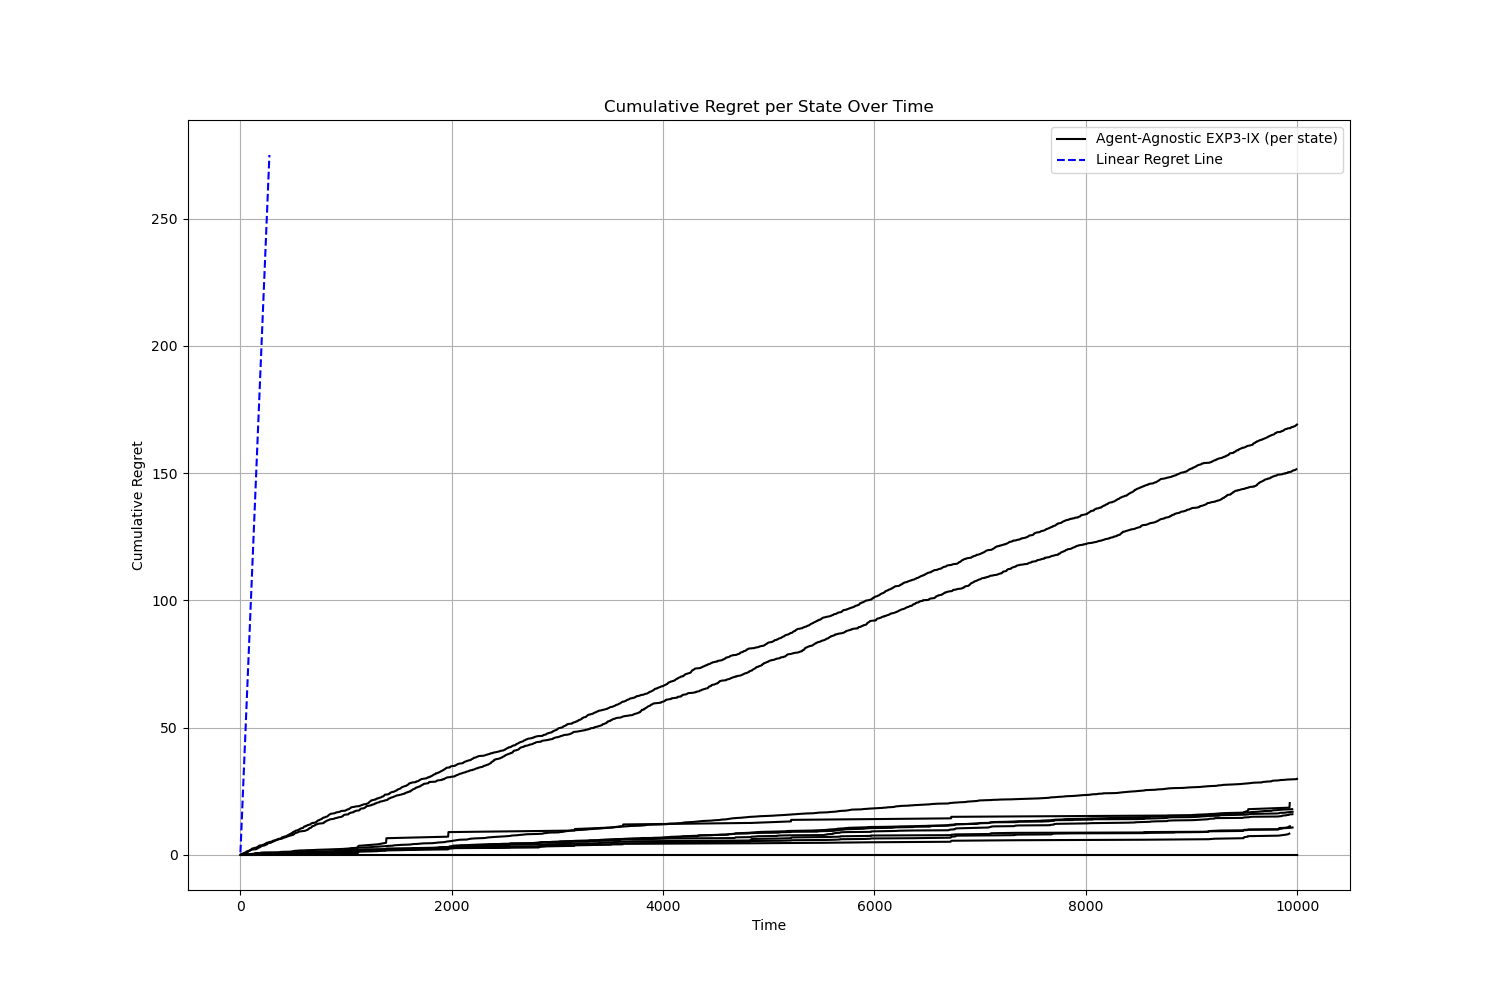 Cumulative Regret per State Over Time
Agent-Agnostic EXP3-IX (per state)
Linear Regret Line
Cumulative Regret
250
200
150
100
50
0
0 2000 4000 6000 8000 10000
Time